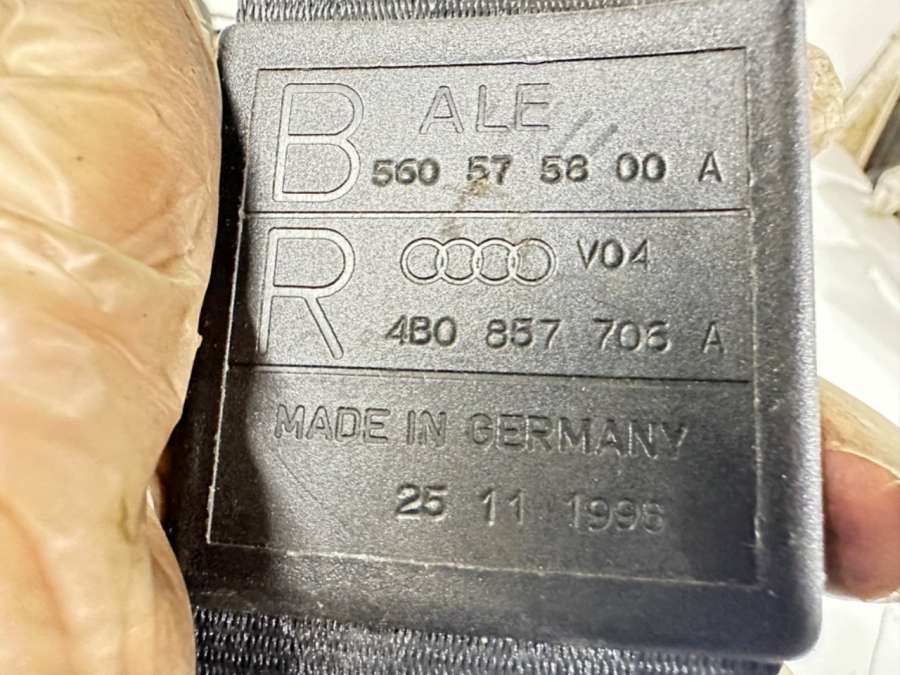 B
ALE
560 57 58 00 A
R
V04
4B0 857 706 A
MADE IN GERMANY
25 11 1996